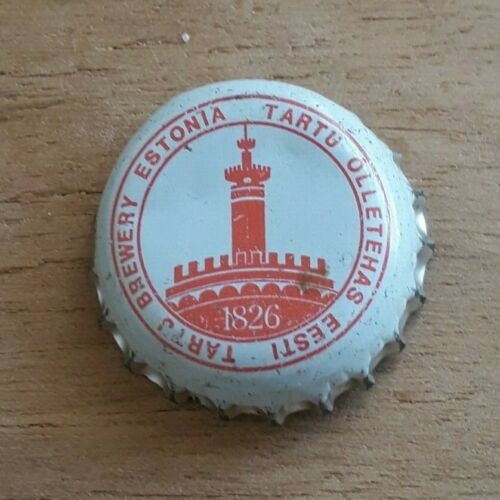 TARTU ÕLLETEHAS EESTI
TARTU BREWERY ESTONIA
1826